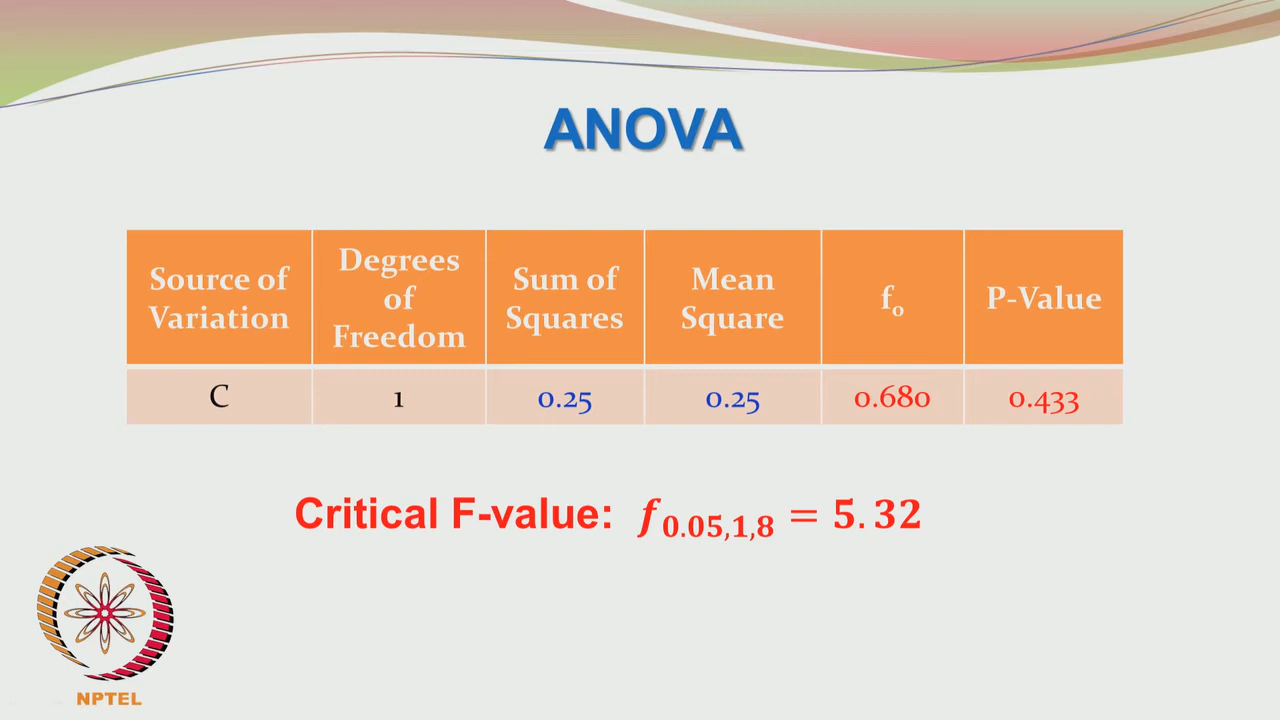 ANOVA
Source of Variation | Degrees of Freedom | Sum of Squares | Mean Square | f₀ | P-Value
C | 1 | 0.25 | 0.25 | 0.680 | 0.433
Critical F-value: f₀.₀₅,₁,₈ = 5.32
NPTEL